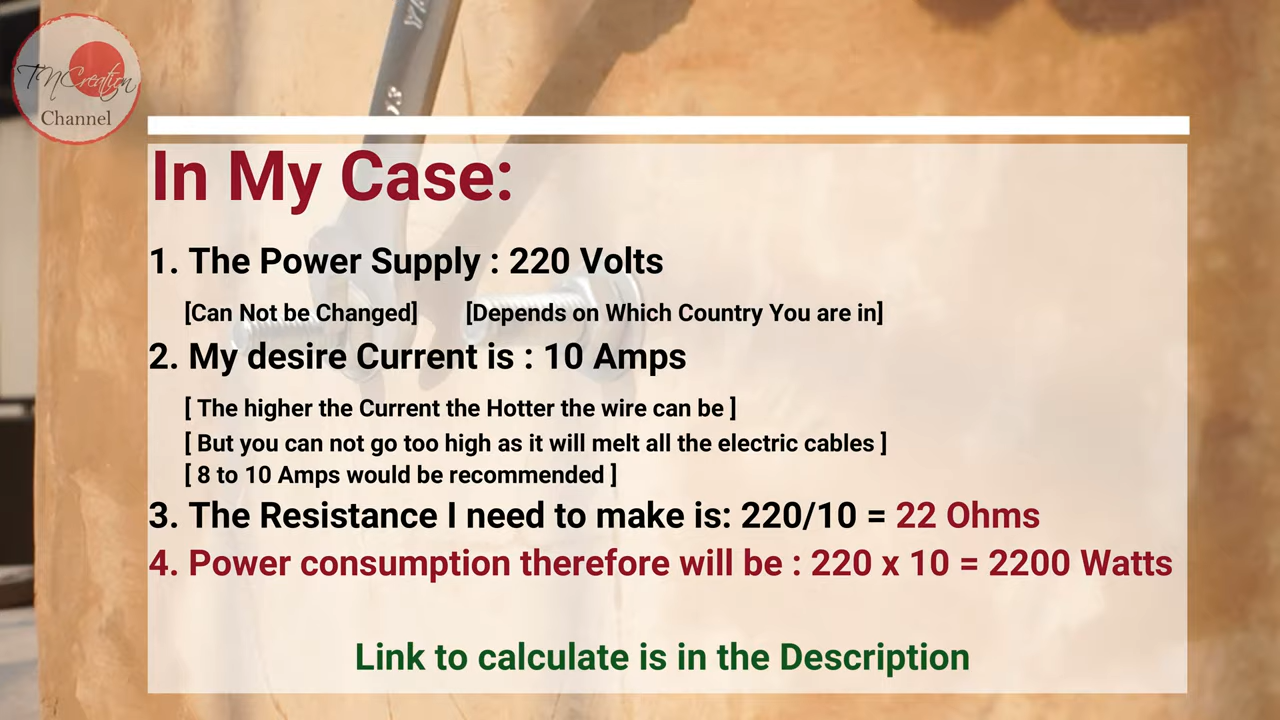 TNCreation
Channel
In My Case:
1. The Power Supply : 220 Volts
[Can Not be Changed] [Depends on Which Country You are in]
2. My desire Current is : 10 Amps
[ The higher the Current the Hotter the wire can be ]
[ But you can not go too high as it will melt all the electric cables ]
[ 8 to 10 Amps would be recommended ]
3. The Resistance I need to make is: 220/10 = 22 Ohms
4. Power consumption therefore will be : 220 x 10 = 2200 Watts
Link to calculate is in the Description